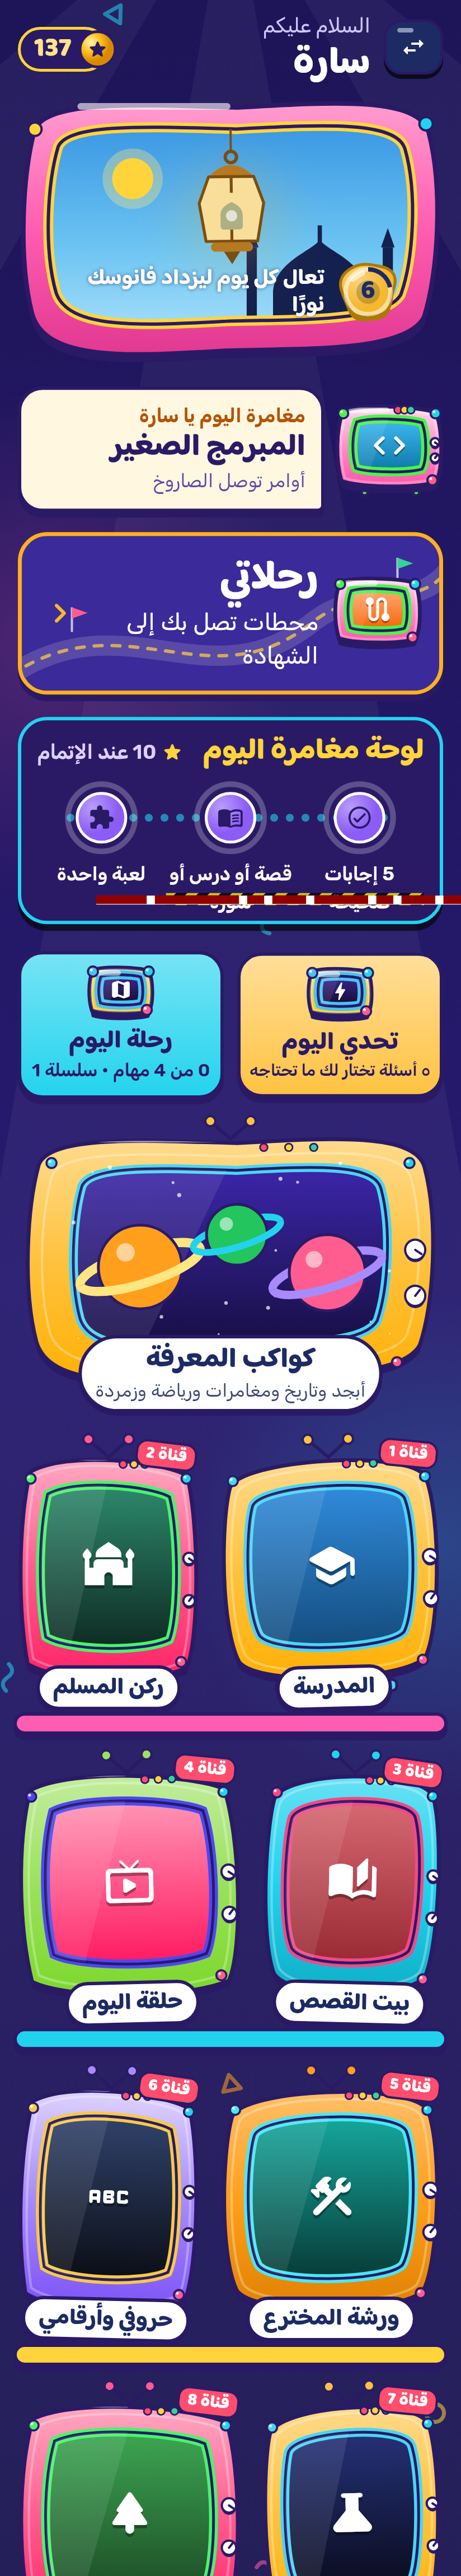 السلام عليكم
سارة
137
تعال كل يوم ليزداد فانوسك
نورًا
6
مغامرة اليوم يا سارة
المبرمج الصغير
أوامر توصل الصاروخ
رحلاتي
محطات تصل بك إلى
الشهادة
لوحة مغامرة اليوم
10 عند الإتمام
5 إجابات
قصة أو درس أو
لعبة واحدة
تحدي اليوم
٥ أسئلة تختار لك ما تحتاجه
رحلة اليوم
0 من 4 مهام • سلسلة 1
كواكب المعرفة
أبجد وتاريخ ومغامرات ورياضة وزمردة
قناة 1
المدرسة
قناة 2
ركن المسلم
قناة 3
بيت القصص
قناة 4
حلقة اليوم
قناة 5
ورشة المخترع
قناة 6
ABC
حروفي وأرقامي
قناة 7
قناة 8